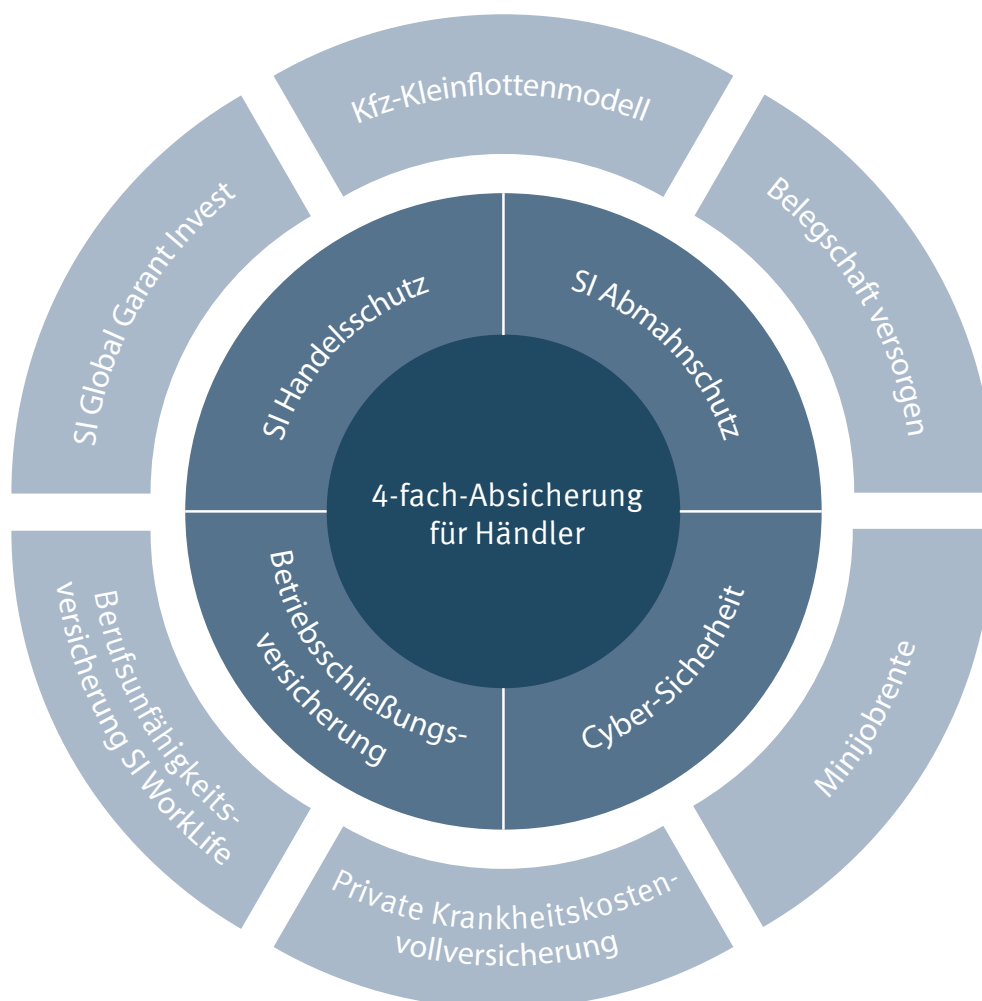 Kfz-Kleinflottenmodell
SI Global Garant Invest
Belegschaft versorgen
SI Handelsschutz
SI Abmahnschutz
4-fach-Absicherung
für Händler
Betriebsschließungs-
versicherung
Cyber-Sicherheit
Berufsunfähigkeits-
versicherung SI WorkLife
Minijobrente
Private Krankheitskosten-
vollversicherung